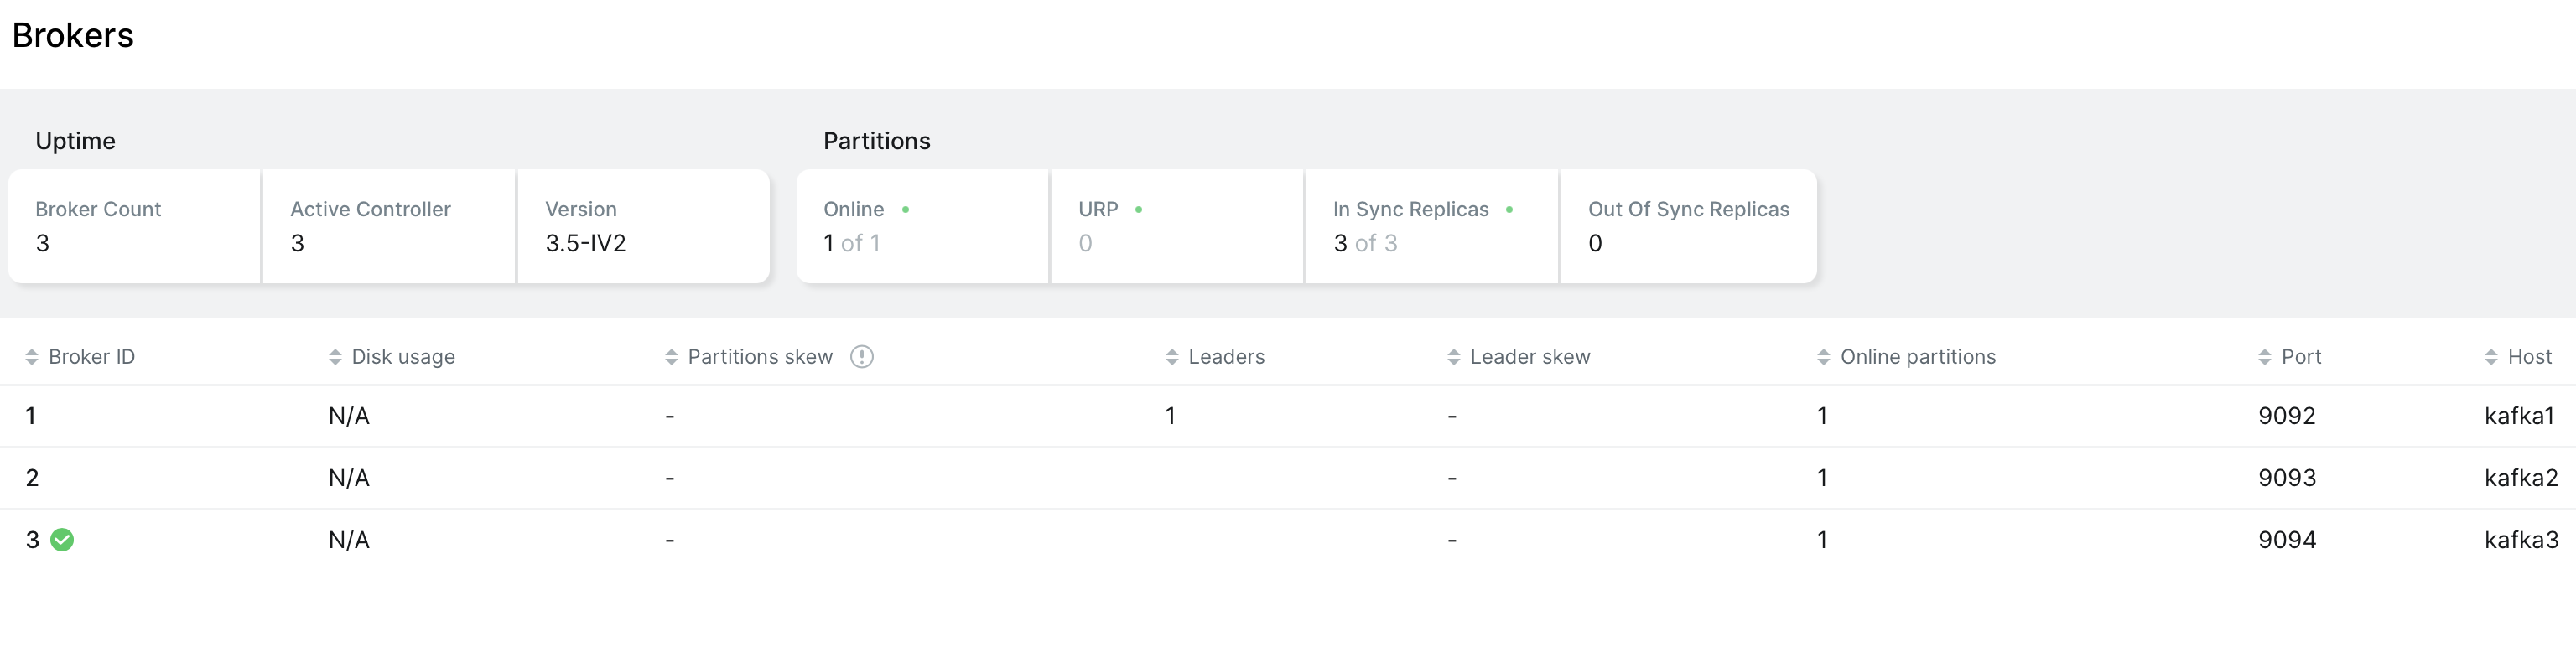 Brokers
Uptime
Partitions
Broker Count
Active Controller
Version
Online
URP
In Sync Replicas
Out Of Sync Replicas
3
3
3.5-IV2
1 of 1
0
3 of 3
0
Broker ID
Disk usage
Partitions skew
Leaders
Leader skew
Online partitions
Port
Host
1 N/A - 1 - 1 9092 kafka1
2 N/A - - 1 9093 kafka2
3 N/A - - 1 9094 kafka3